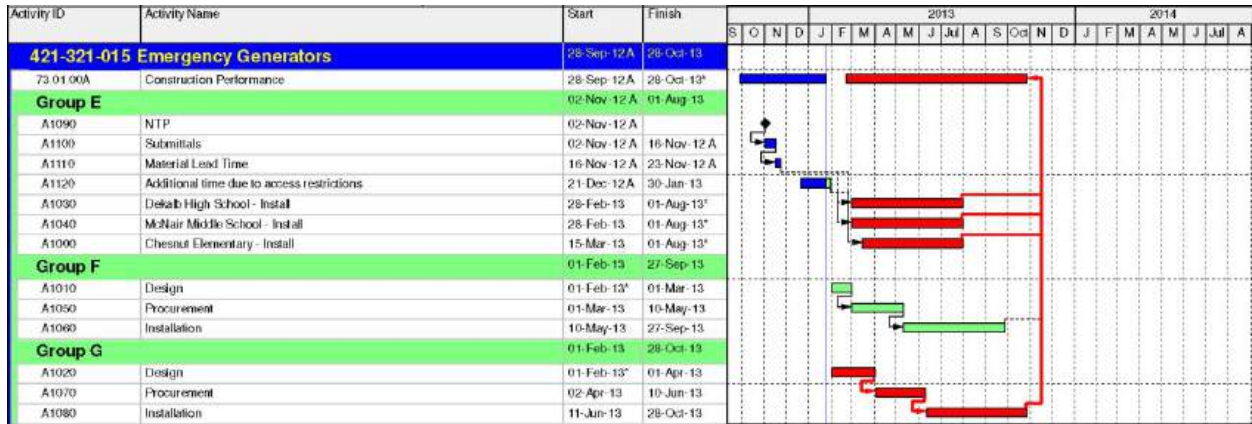 Activity ID Activity Name Start Finish 2013 2014
S O N D J F M A M J Jul A S Oct N D J F M A M J Jul A
421-321-015 Emergency Generators 28-Sep-12A 28-Oct-13
73.01.00A Construction Performance 28-Sep-12A 28-Oct-13*
Group E 02-Nov-12 A 01-Aug-13
A1090 NTP 02-Nov-12 A
A1100 Submittals 02-Nov-12 A 16-Nov-12 A
A1110 Material Lead Time 16-Nov-12 A 23-Nov-12 A
A1120 Additional time due to access restrictions 21-Dec-12A 30-Jan-13
A1030 Dekalb High School - Install 28-Feb-13 01-Aug-13*
A1040 McNair Middle School - Install 28-Feb-13 01-Aug-13*
A1000 Chesnut Elementary - Install 15-Mar-13 01-Aug-13*
Group F 01-Feb-13 27-Sep-13
A1010 Design 01-Feb-13* 01-Mar-13
A1050 Procurement 01-Mar-13 10-May-13
A1060 Installation 10-May-13 27-Sep-13
Group G 01-Feb-13 28-Oct-13
A1020 Design 01-Feb-13* 01-Apr-13
A1070 Procurement 02-Apr-13 10-Jun-13
A1080 Installation 11-Jun-13 28-Oct-13